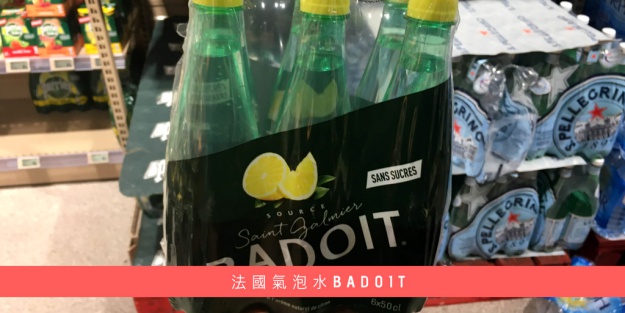 SANS SUCRES
SOURCE
Saint Galmier
BADOIT
6x50cl
S.PELLEGRINO
法國氣泡水BADOIT